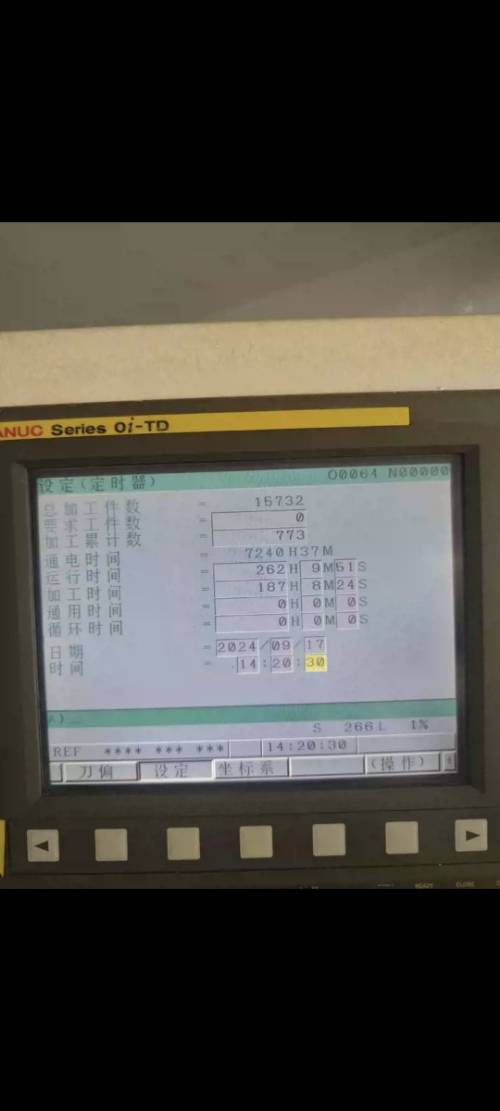 FANUC Series 0i-TD
设定(定时器) O0064 N00000
总加工件数 = 15732
要求工件数 = 0
加工累计数 = 773
通电时间 = 7240H37M
运行时间 = 262H 9M51S
加工时间 = 187H 8M24S
通用时间 = 0H 0M 0S
循环时间 = 0H 0M 0S
日期 = 2024/09/17
时间 = 14:20:30
A)_
S 266L 1%
REF **** *** *** 14:20:30
刀偏 设定 坐标系 (操作) +